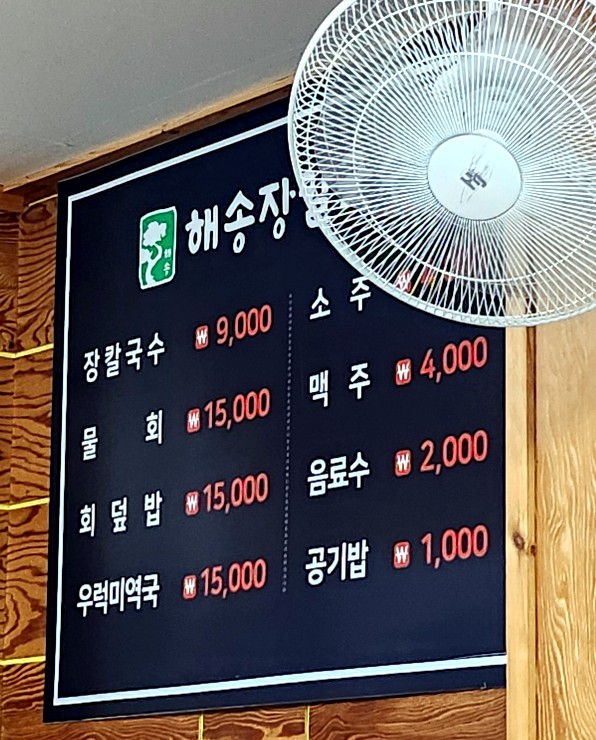 해송
해송장
장칼국수 ₩ 9,000
물 회 ₩ 15,000
회 덮 밥 ₩ 15,000
우럭미역국 ₩ 15,000
소 주
맥 주 ₩ 4,000
음료수 ₩ 2,000
공기밥 ₩ 1,000